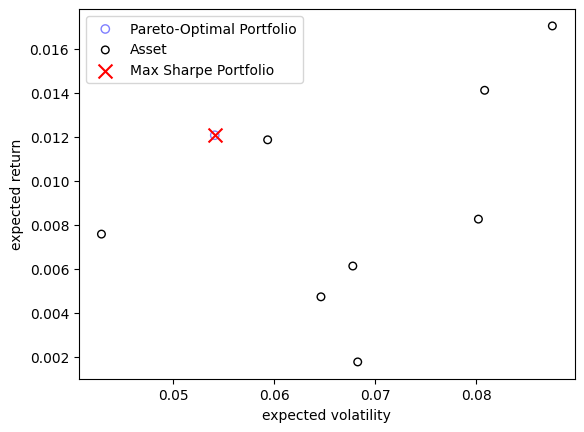 Pareto-Optimal Portfolio
Asset
Max Sharpe Portfolio
0.016
0.014
0.012
0.010
0.008
0.006
0.004
0.002
expected return
0.05 0.06 0.07 0.08
expected volatility